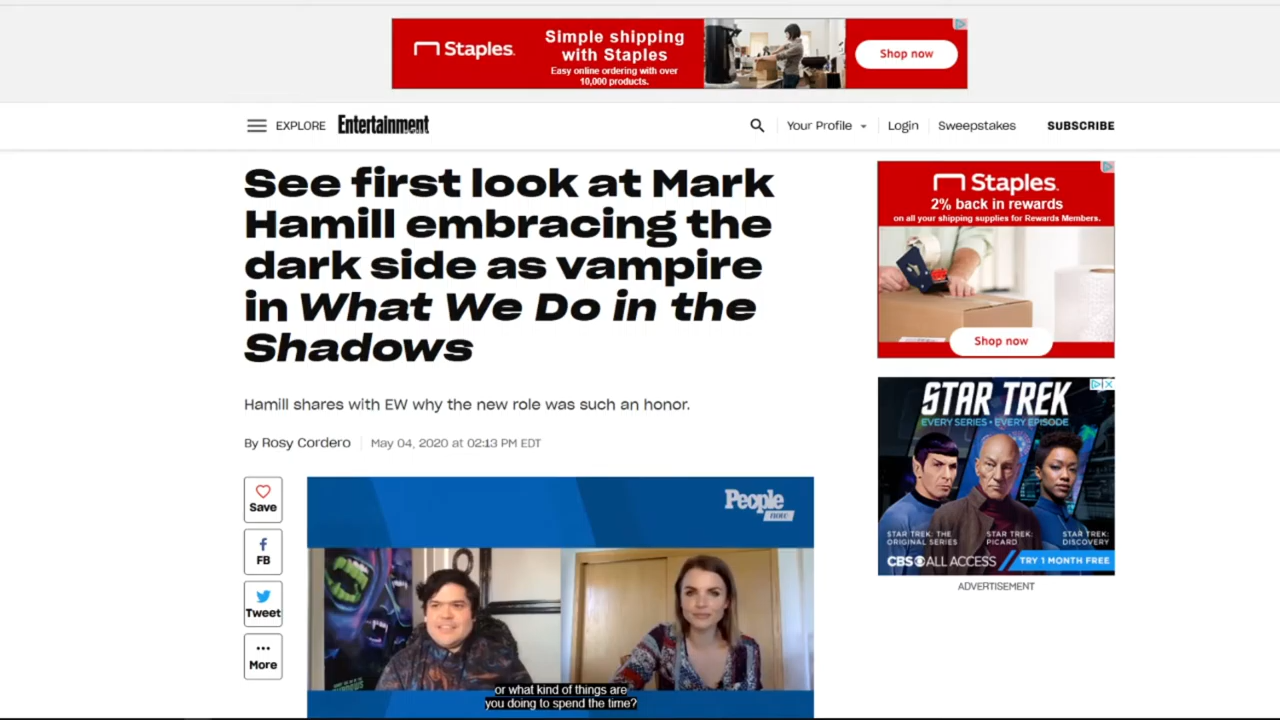 Staples.
Simple shipping
with Staples
Easy online ordering with over
10,000 products.
Shop now
EXPLORE
Entertainment
Your Profile
Login
Sweepstakes
SUBSCRIBE
See first look at Mark
Hamill embracing the
dark side as vampire
in What We Do in the
Shadows
Hamill shares with EW why the new role was such an honor.
By Rosy Cordero
May 04, 2020 at 02:13 PM EDT
Save
FB
Tweet
More
People
now
or what kind of things are
you doing to spend the time?
Staples.
2% back in rewards
on all your shipping supplies for Rewards Members.
Shop now
STAR TREK
EVERY SERIES • EVERY EPISODE
STAR TREK: THE
ORIGINAL SERIES
STAR TREK:
PICARD
STAR TREK:
DISCOVERY
CBS ALL ACCESS
TRY 1 MONTH FREE
ADVERTISEMENT